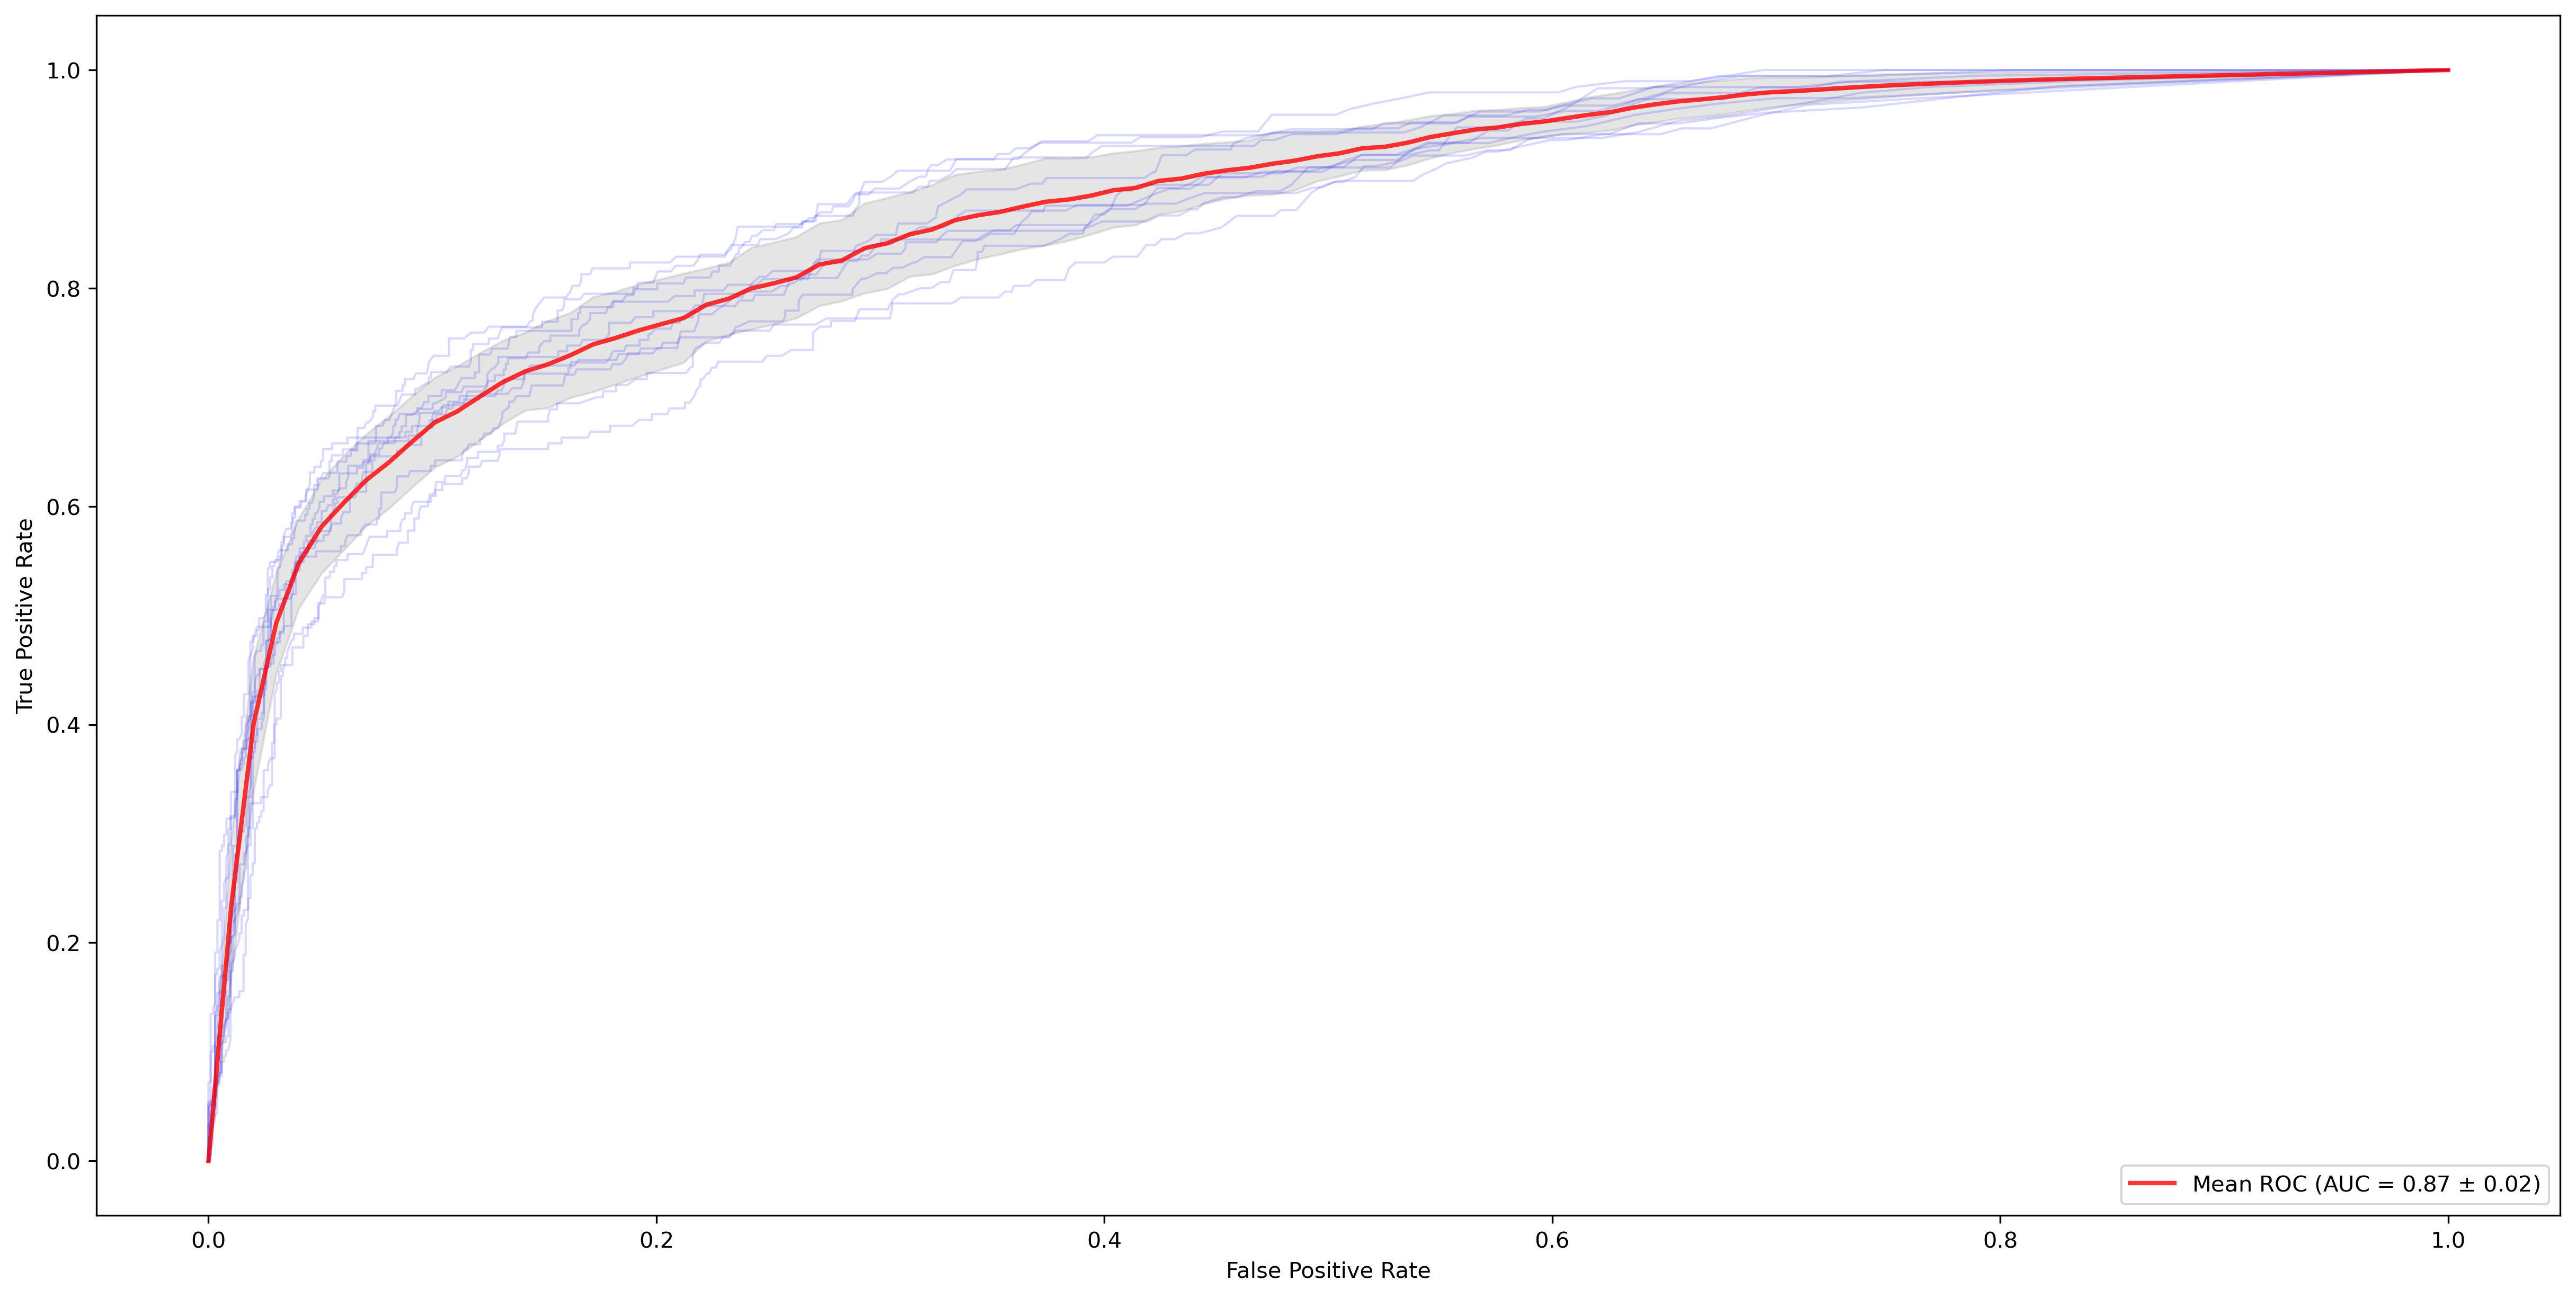 1.0
0.8
0.6
0.4
0.2
0.0
True Positive Rate
Mean ROC (AUC = 0.87 ± 0.02)
0.0 0.2 0.4 0.6 0.8 1.0
False Positive Rate